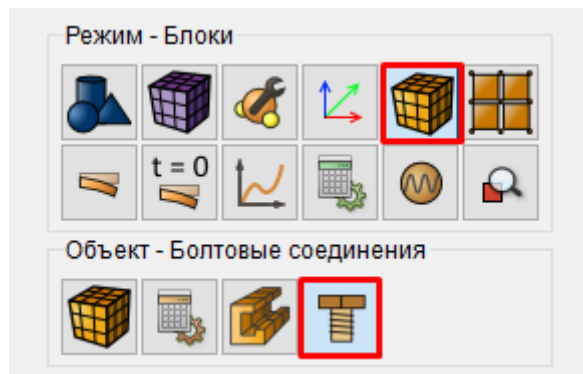 Режим - Блоки
t = 0
Объект - Болтовые соединения